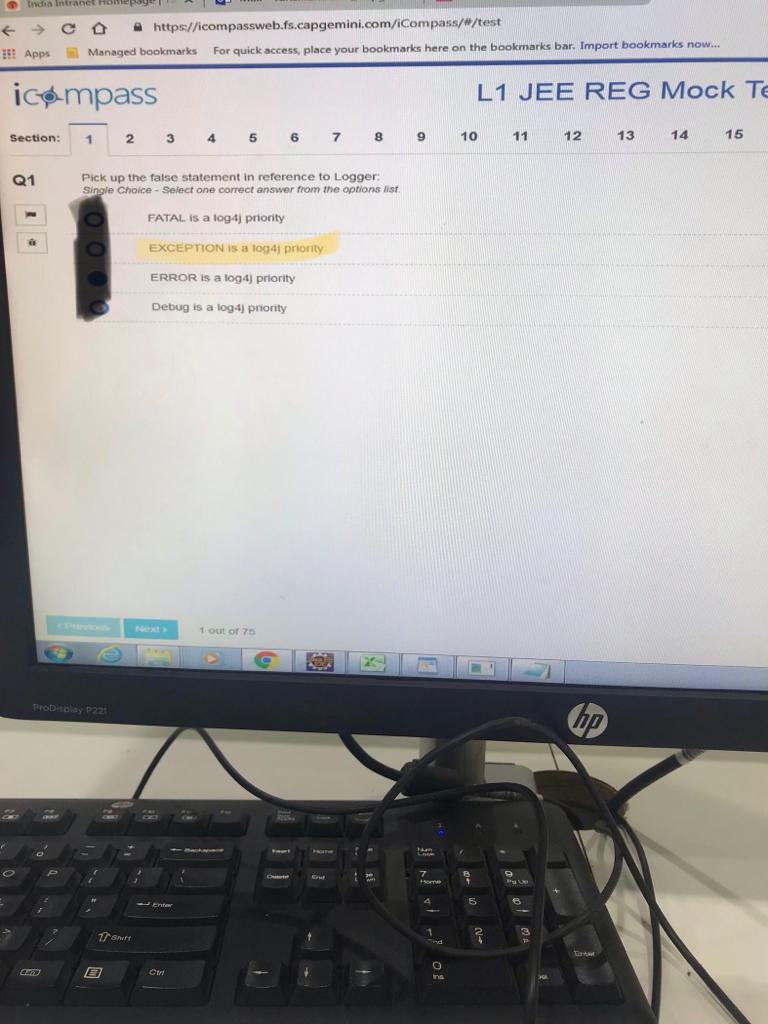 India Intranet Homepage
https://icompassweb.fs.capgemini.com/iCompass/#/test
Apps Managed bookmarks For quick access, place your bookmarks here on the bookmarks bar. Import bookmarks now...
icompass L1 JEE REG Mock Te
Section: 1 2 3 4 5 6 7 8 9 10 11 12 13 14 15
Q1 Pick up the false statement in reference to Logger:
Single Choice - Select one correct answer from the options list.
FATAL is a log4j priority
EXCEPTION is a log4j priority
ERROR is a log4j priority
Debug is a log4j priority
< Previous Next > 1 out of 75
ProDisplay P221 hp
Backspace Insert Home Num Lock / *
Delete End 7 Home 8 9 Pg Up +
Enter 4 5 6
Shift 1 2 3
Ctrl 0 Ins Enter